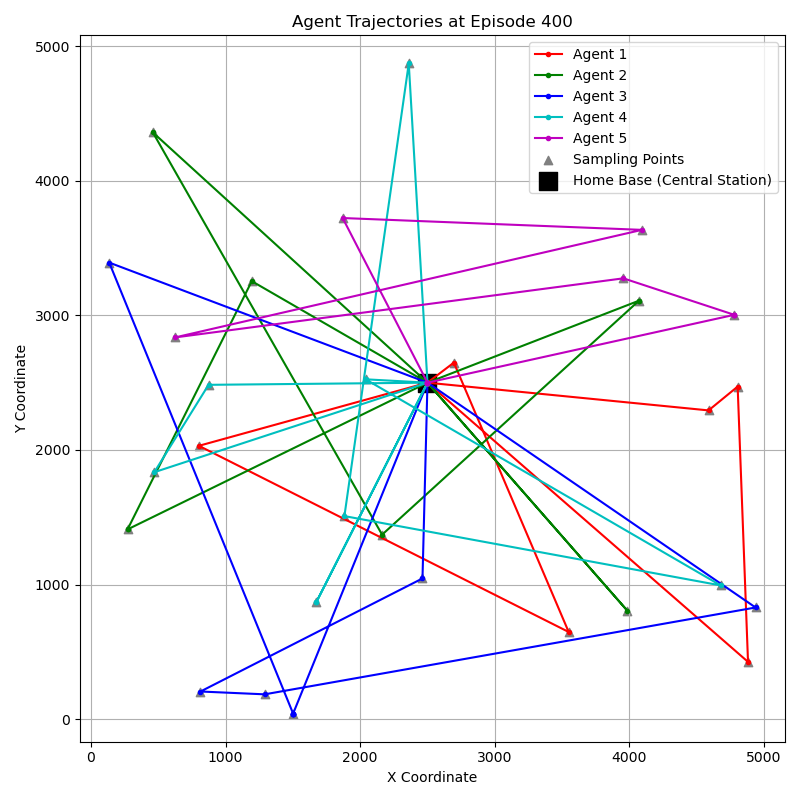 Agent Trajectories at Episode 400
5000
4000
3000
2000
1000
0
Y Coordinate
Agent 1
Agent 2
Agent 3
Agent 4
Agent 5
Sampling Points
Home Base (Central Station)
0 1000 2000 3000 4000 5000
X Coordinate